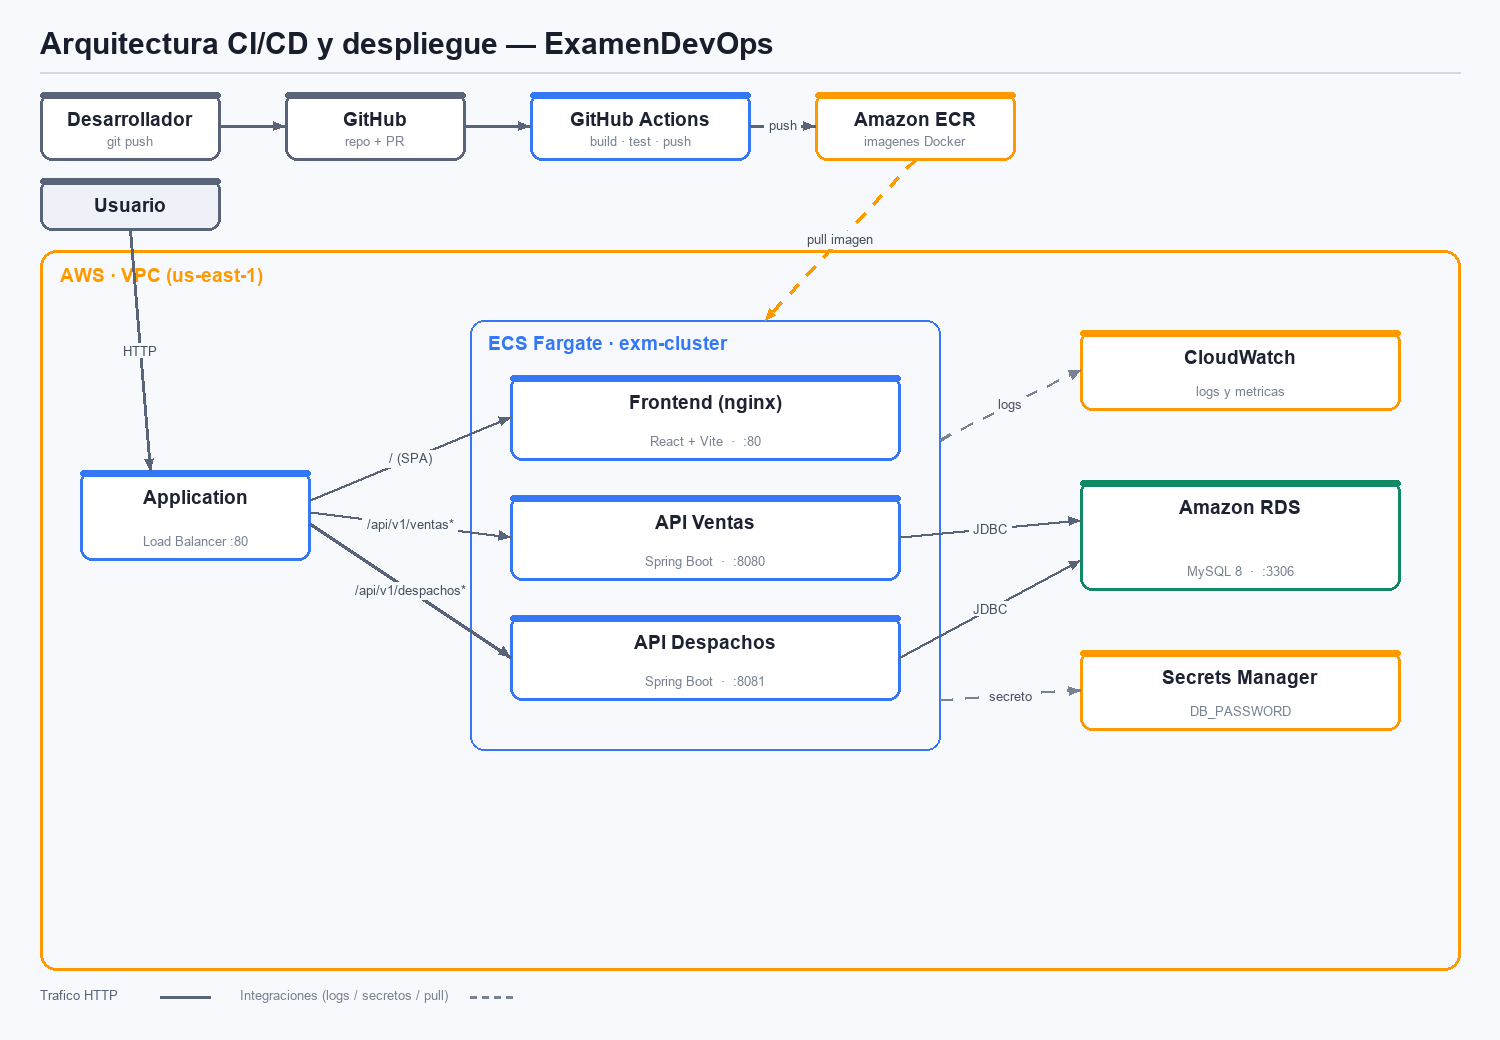 Arquitectura CI/CD y despliegue — ExamenDevOps
Desarrollador
git push
GitHub
repo + PR
GitHub Actions
build · test · push
push
Amazon ECR
imagenes Docker
Usuario
pull imagen
AWS · VPC (us-east-1)
HTTP
ECS Fargate · exm-cluster
Application
Load Balancer :80
/ (SPA)
/api/v1/ventas*
/api/v1/despachos*
Frontend (nginx)
React + Vite · :80
API Ventas
Spring Boot · :8080
API Despachos
Spring Boot · :8081
logs
JDBC
JDBC
secreto
CloudWatch
logs y metricas
Amazon RDS
MySQL 8 · :3306
Secrets Manager
DB_PASSWORD
Trafico HTTP
Integraciones (logs / secretos / pull)